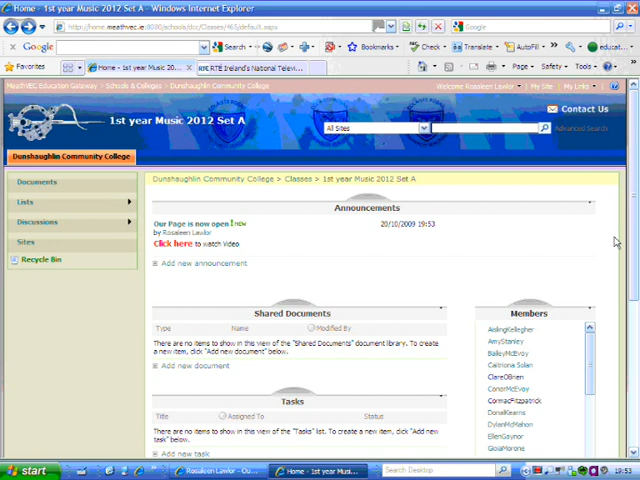 Home - 1st year Music 2012 Set A - Windows Internet Explorer
http://home.meathvec.ie:8080/schools/dcc/Classes/465/default.aspx
Google
Google
Search
Bookmarks
Check
Translate
AutoFill
educat...
Favorites
Home - 1st year Music 20...
RTÉ Ireland's National Telev...
Page
Safety
Tools
MeathVEC Education Gateway > Schools & Colleges > Dunshaughlin Community College
Welcome Rosaleen Lawlor
My Site
My Links
1st year Music 2012 Set A
Contact Us
All Sites
Advanced Search
Dunshaughlin Community College
Documents
Lists
Discussions
Sites
Recycle Bin
Dunshaughlin Community College > Classes > 1st year Music 2012 Set A
Announcements
Our Page is now open ! NEW
20/10/2009 19:53
by Rosaleen Lawlor
Click here to watch Video
Add new announcement
Shared Documents
Type Name Modified By
There are no items to show in this view of the "Shared Documents" document library. To create
a new item, click "Add new document" below.
Add new document
Tasks
Title Assigned To Status
There are no items to show in this view of the "Tasks" list. To create a new item, click "Add new
task" below.
Add new task
Members
AislingKellegher
AmyStanley
BaileyMcEvoy
Caitriona Solan
ClareOBrien
ConorMcEvoy
CormacFitzpatrick
DonalKearns
DylanMcMahon
EllenGaynor
GoiaMorone
start
Rosaleen Lawlor - Ou...
Home - 1st year Musi...
Search Desktop
19:53